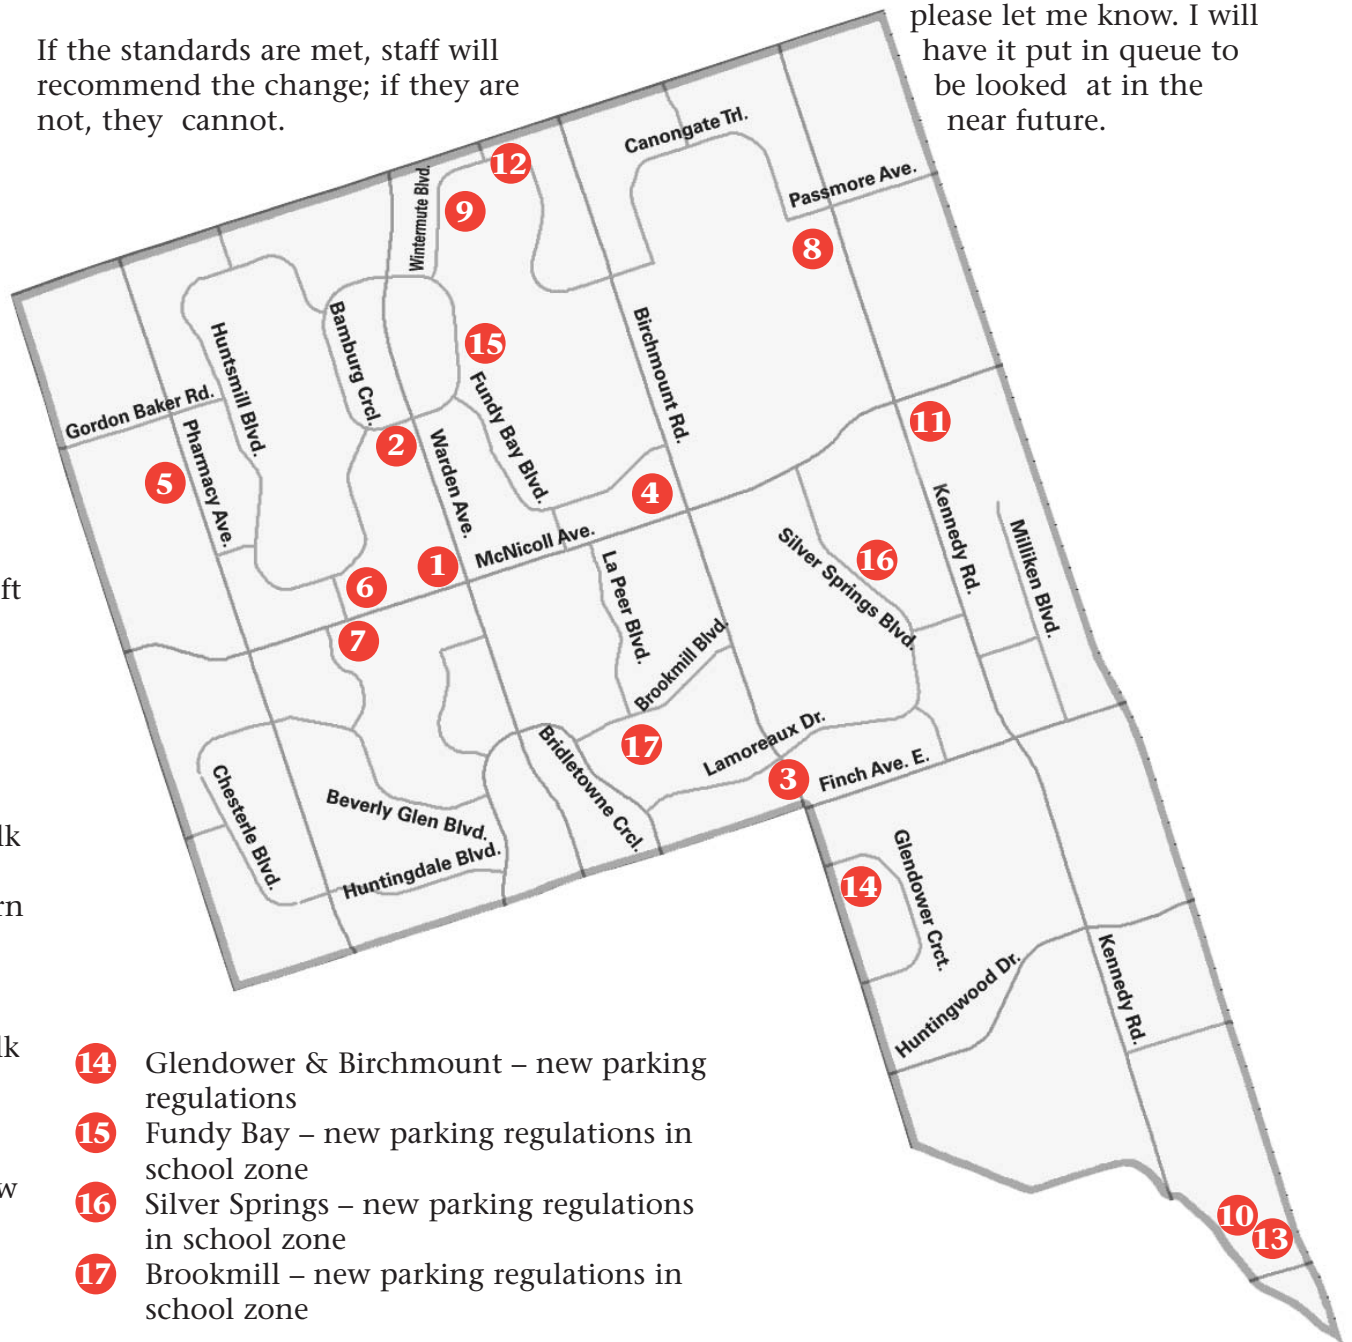 If the standards are met, staff will
recommend the change; if they are
not, they cannot.
please let me know. I will
have it put in queue to
be looked at in the
near future.
Canongate Trl.
Passmore Ave.
Wintermute Blvd.
12
9
8
Huntsmill Blvd.
Bamburg Crcl.
15
Birchmount Rd.
Gordon Baker Rd.
Fundy Bay Blvd.
11
2
Pharmacy Ave.
Warden Ave.
5
4
Kennedy Rd.
McNicoll Ave.
Milliken Blvd.
Silver Springs Blvd.
16
1
6
La Peer Blvd.
7
Brookmill Blvd.
17
Lamoreaux Dr.
Bridletowne Crcl.
3
Finch Ave. E.
Chesterle Blvd.
Beverly Glen Blvd.
Huntingdale Blvd.
Glendower Crct.
14
Huntingwood Dr.
Kennedy Rd.
10
13
ft
lk
rn
lk
w
14 Glendower & Birchmount – new parking
regulations
15 Fundy Bay – new parking regulations in
school zone
16 Silver Springs – new parking regulations
in school zone
17 Brookmill – new parking regulations in
school zone